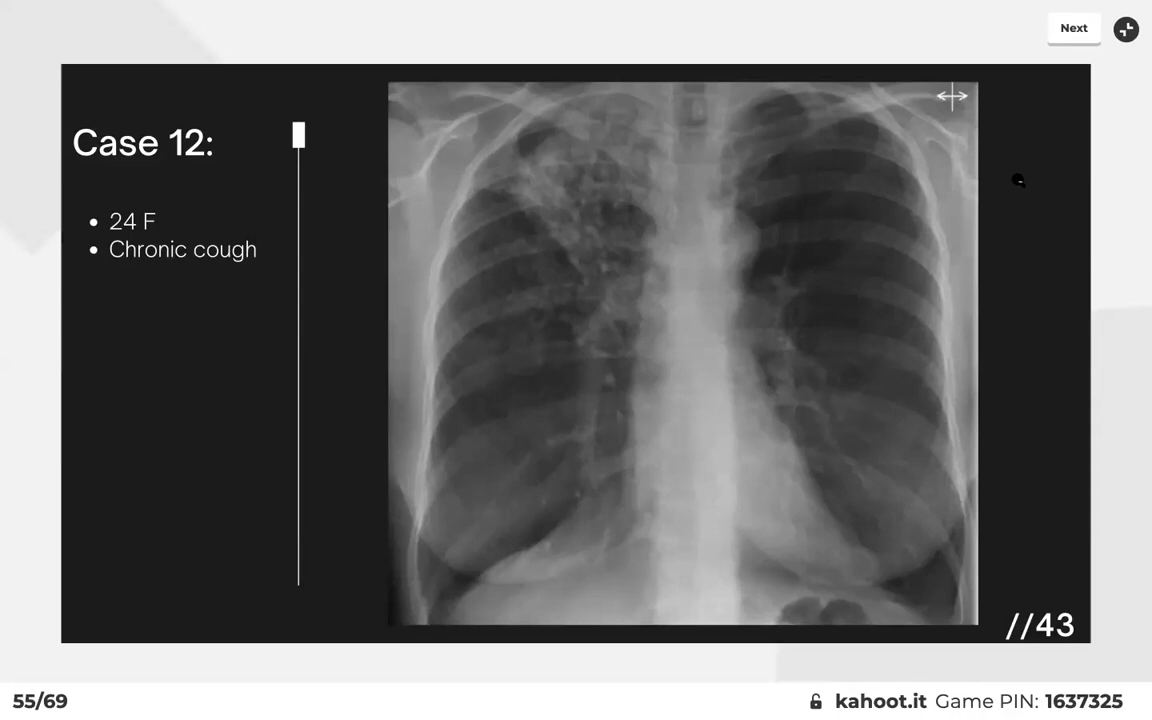 Next
Case 12:
• 24 F
• Chronic cough
//43
55/69
kahoot.it Game PIN: 1637325